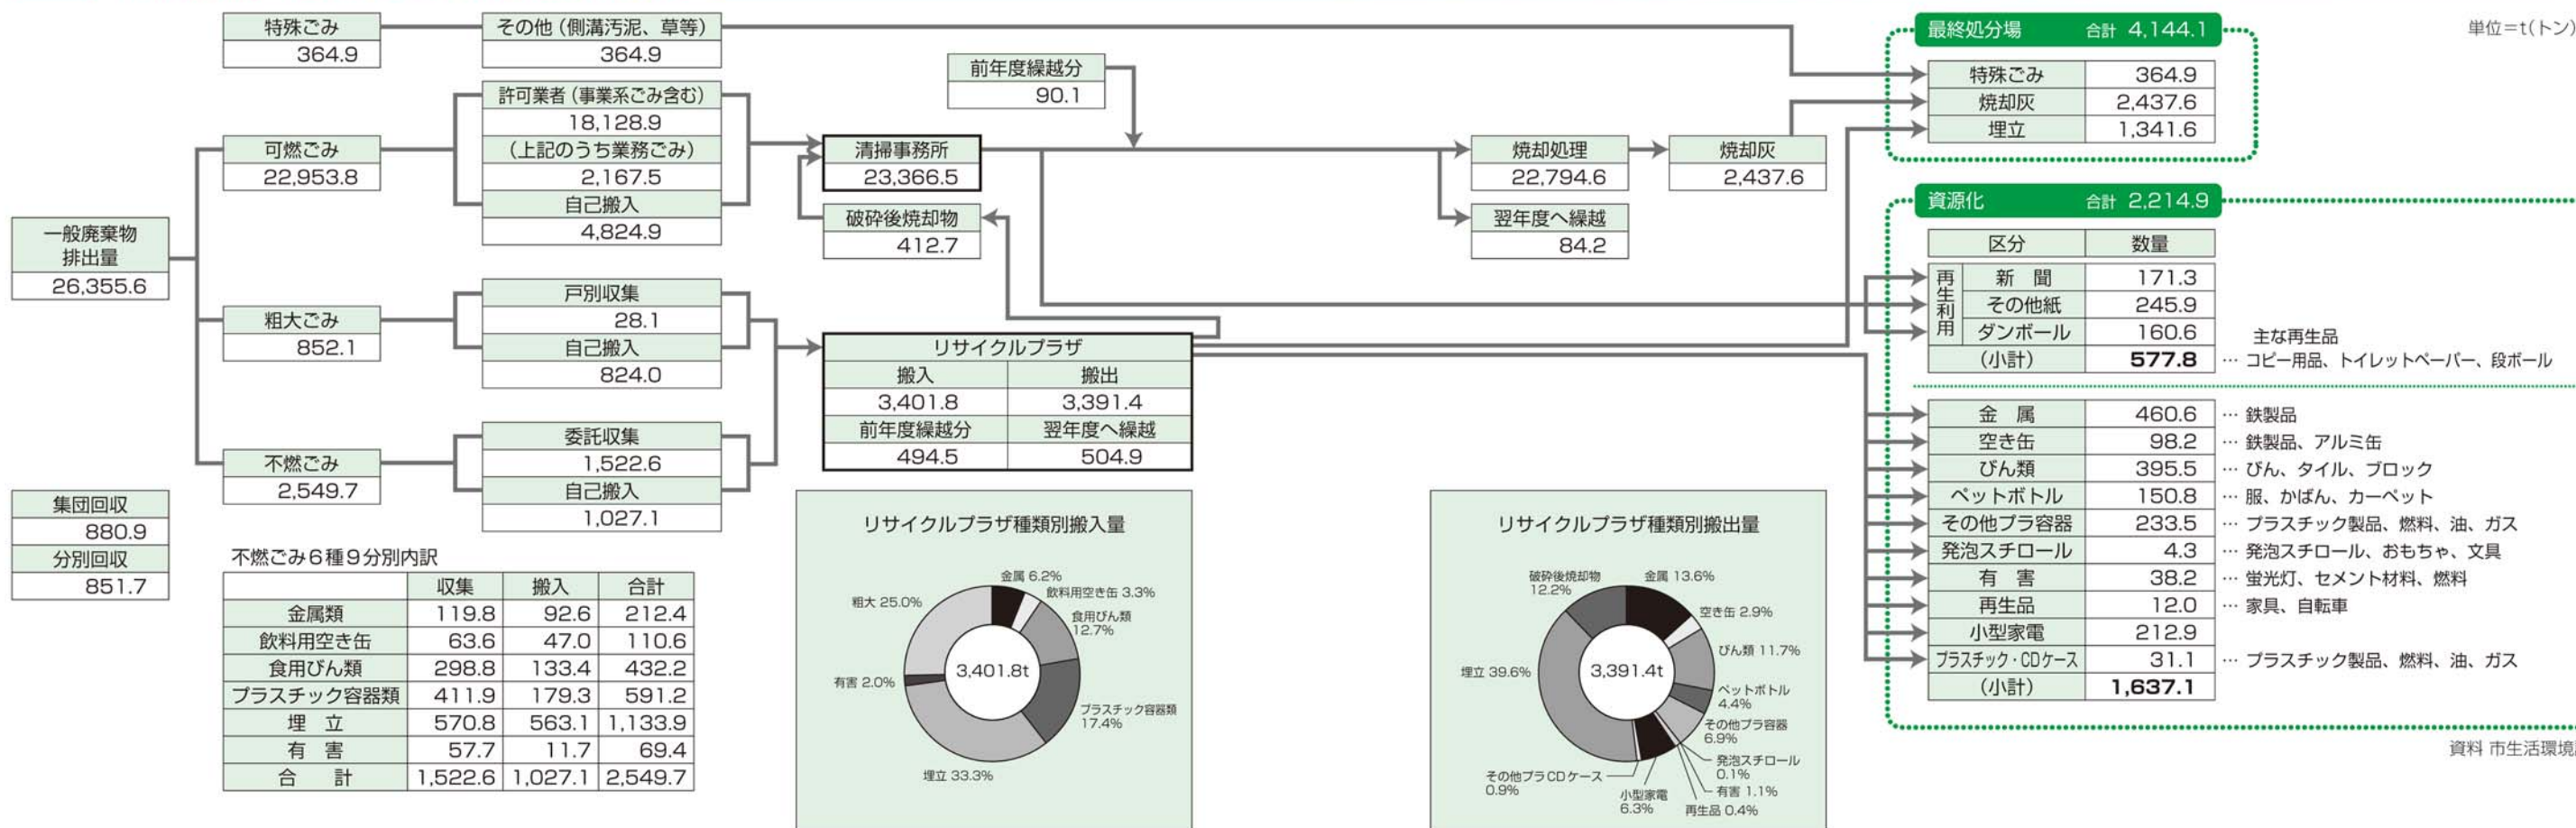 単位=t(トン)
特殊ごみ
364.9
その他(側溝汚泥、草等)
364.9
一般廃棄物
排出量
26,355.6
可燃ごみ
22,953.8
許可業者(事業系ごみ含む)
18,128.9
(上記のうち業務ごみ)
2,167.5
自己搬入
4,824.9
粗大ごみ
852.1
戸別収集
28.1
自己搬入
824.0
不燃ごみ
2,549.7
委託収集
1,522.6
自己搬入
1,027.1
集団回収
880.9
分別回収
851.7
前年度繰越分
90.1
清掃事務所
23,366.5
破砕後焼却物
412.7
焼却処理
22,794.6
焼却灰
2,437.6
翌年度へ繰越
84.2
リサイクルプラザ
搬入 搬出
3,401.8 3,391.4
前年度繰越分 翌年度へ繰越
494.5 504.9
最終処分場 合計 4,144.1
特殊ごみ 364.9
焼却灰 2,437.6
埋立 1,341.6
資源化 合計 2,214.9
区分 数量
再生利用
新 聞 171.3
その他紙 245.9
ダンボール 160.6
主な再生品
(小計) 577.8 … コピー用品、トイレットペーパー、段ボール
金 属 460.6 … 鉄製品
空き缶 98.2 … 鉄製品、アルミ缶
びん類 395.5 … びん、タイル、ブロック
ペットボトル 150.8 … 服、かばん、カーペット
その他プラ容器 233.5 … プラスチック製品、燃料、油、ガス
発泡スチロール 4.3 … 発泡スチロール、おもちゃ、文具
有 害 38.2 … 蛍光灯、セメント材料、燃料
再生品 12.0 … 家具、自転車
小型家電 212.9
プラスチック・CDケース 31.1 … プラスチック製品、燃料、油、ガス
(小計) 1,637.1
資料 市生活環境
不燃ごみ6種9分別内訳
収集 搬入 合計
金属類 119.8 92.6 212.4
飲料用空き缶 63.6 47.0 110.6
食用びん類 298.8 133.4 432.2
プラスチック容器類 411.9 179.3 591.2
埋 立 570.8 563.1 1,133.9
有 害 57.7 11.7 69.4
合 計 1,522.6 1,027.1 2,549.7
リサイクルプラザ種類別搬入量
金属 6.2%
飲料用空き缶 3.3%
食用びん類
12.7%
プラスチック容器類
17.4%
埋立 33.3%
有害 2.0%
粗大 25.0%
3,401.8t
リサイクルプラザ種類別搬出量
金属 13.6%
空き缶 2.9%
びん類 11.7%
ペットボトル
4.4%
その他プラ容器
6.9%
発泡スチロール
0.1%
有害 1.1%
再生品 0.4%
小型家電
6.3%
その他プラCDケース
0.9%
埋立 39.6%
破砕後焼却物
12.2%
3,391.4t